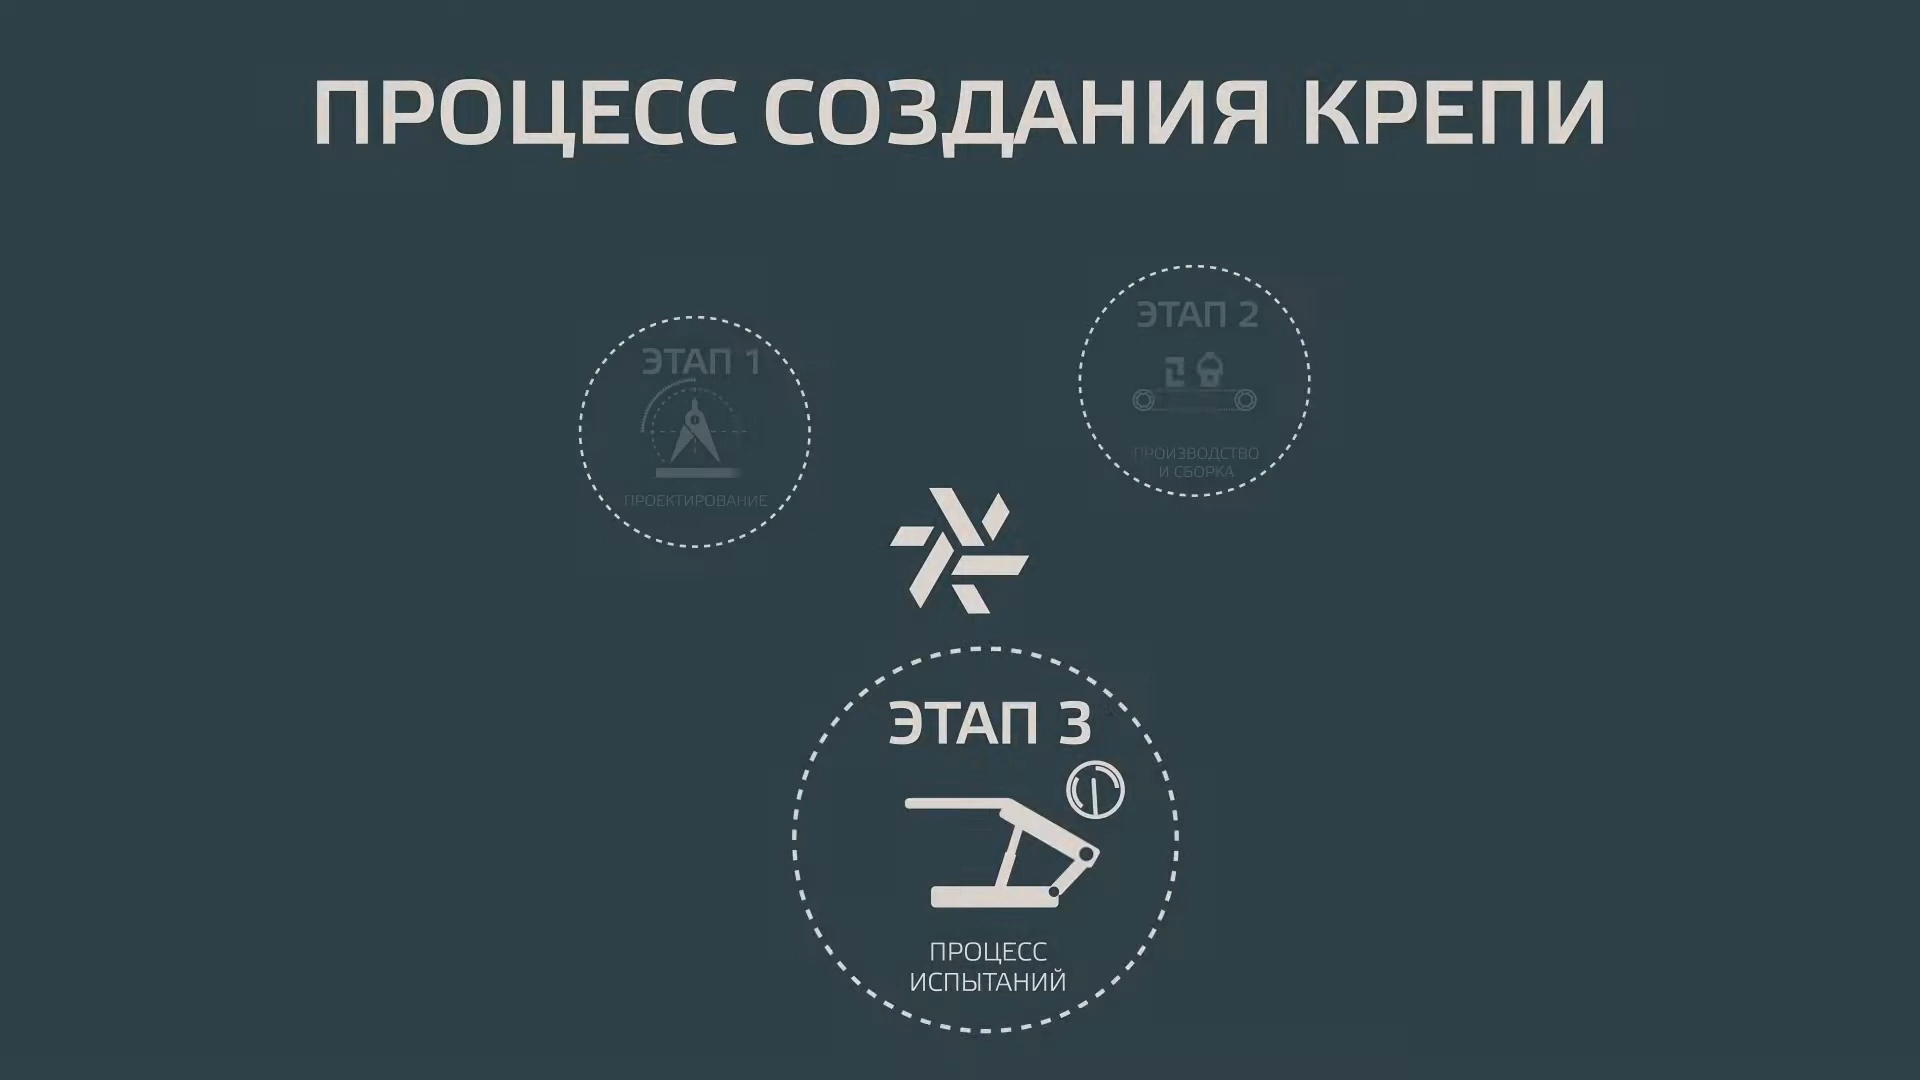 ПРОЦЕСС СОЗДАНИЯ КРЕПИ
ЭТАП 1
ПРОЕКТИРОВАНИЕ
ЭТАП 2
ПРОИЗВОДСТВО
И СБОРКА
ЭТАП 3
ПРОЦЕСС
ИСПЫТАНИЙ